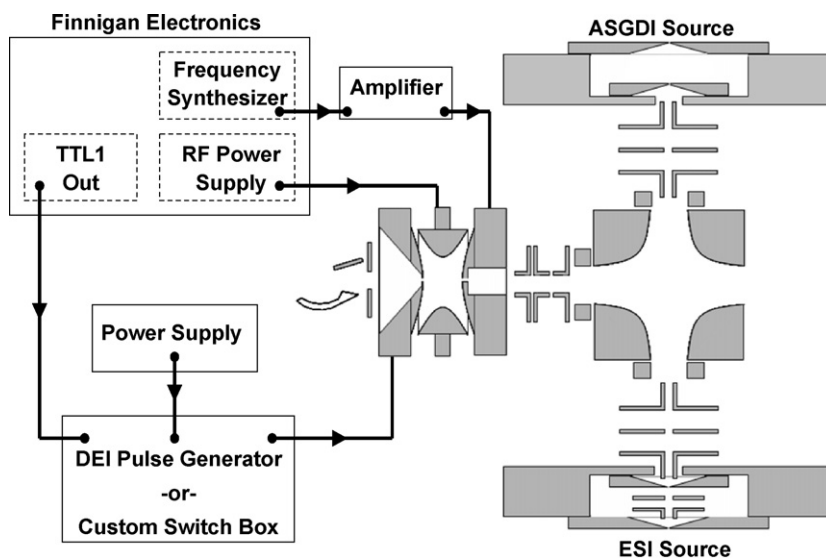 Finnigan Electronics
ASGDI Source
Frequency
Synthesizer
Amplifier
TTL1
Out
RF Power
Supply
Power Supply
DEI Pulse Generator
-or-
Custom Switch Box
ESI Source